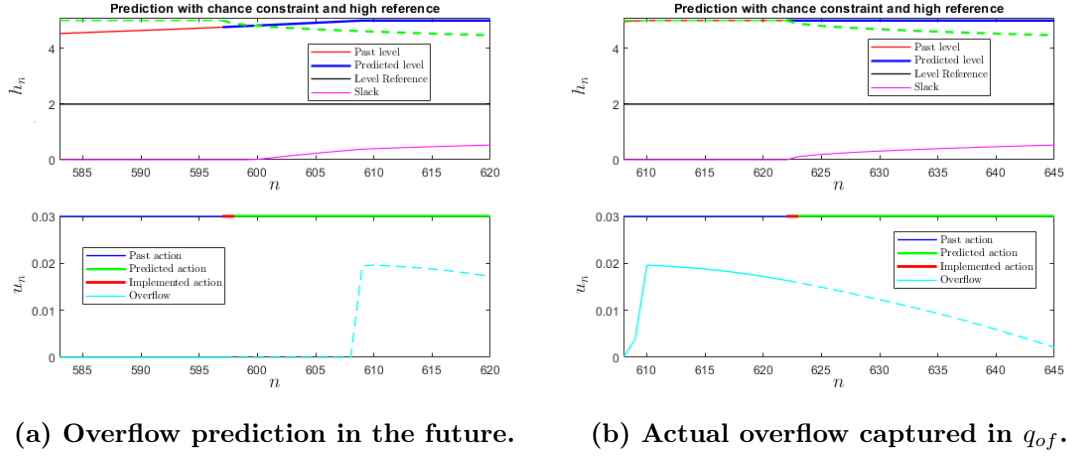 Prediction with chance constraint and high reference
4
2
0
h_n
Past level
Predicted level
Level Reference
Slack
585 590 595 600 605 610 615 620
n
0.03
0.02
0.01
0
u_n
Past action
Predicted action
Implemented action
Overflow
585 590 595 600 605 610 615 620
n
(a) Overflow prediction in the future.
Prediction with chance constraint and high reference
4
2
0
h_n
Past level
Predicted level
Level Reference
Slack
610 615 620 625 630 635 640 645
n
0.03
0.02
0.01
0
u_n
Past action
Predicted action
Implemented action
Overflow
610 615 620 625 630 635 640 645
n
(b) Actual overflow captured in q_of.